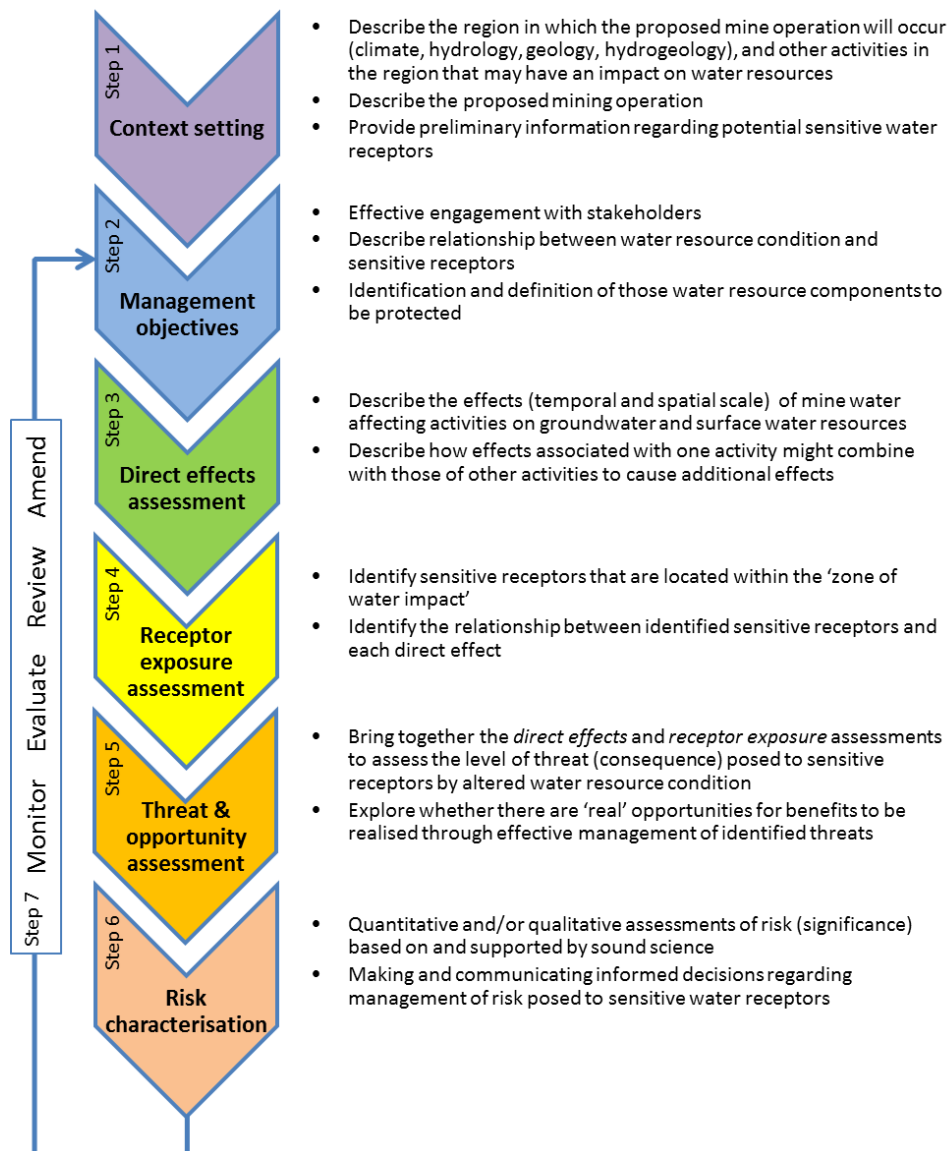 Step 1
Context setting
• Describe the region in which the proposed mine operation will occur
(climate, hydrology, geology, hydrogeology), and other activities in
the region that may have an impact on water resources
• Describe the proposed mining operation
• Provide preliminary information regarding potential sensitive water
receptors
Step 2
Management
objectives
• Effective engagement with stakeholders
• Describe relationship between water resource condition and
sensitive receptors
• Identification and definition of those water resource components to
be protected
Step 3
Direct effects
assessment
• Describe the effects (temporal and spatial scale) of mine water
affecting activities on groundwater and surface water resources
• Describe how effects associated with one activity might combine
with those of other activities to cause additional effects
Step 4
Receptor
exposure
assessment
• Identify sensitive receptors that are located within the ‘zone of
water impact’
• Identify the relationship between identified sensitive receptors and
each direct effect
Step 5
Threat &
opportunity
assessment
• Bring together the direct effects and receptor exposure assessments
to assess the level of threat (consequence) posed to sensitive
receptors by altered water resource condition
• Explore whether there are ‘real’ opportunities for benefits to be
realised through effective management of identified threats
Step 6
Risk
characterisation
• Quantitative and/or qualitative assessments of risk (significance)
based on and supported by sound science
• Making and communicating informed decisions regarding
management of risk posed to sensitive water receptors
Step 7 Monitor Evaluate Review Amend